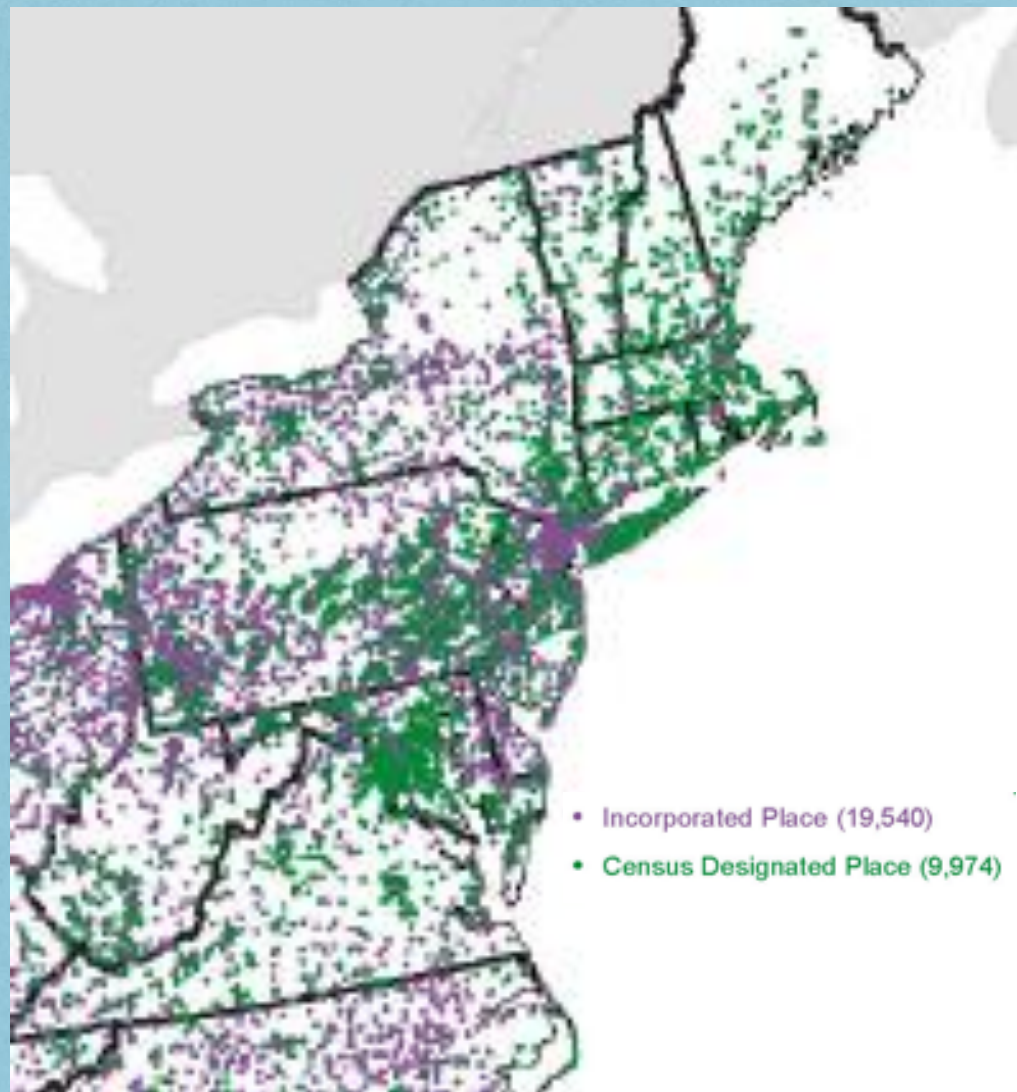 • Incorporated Place (19,540)
• Census Designated Place (9,974)